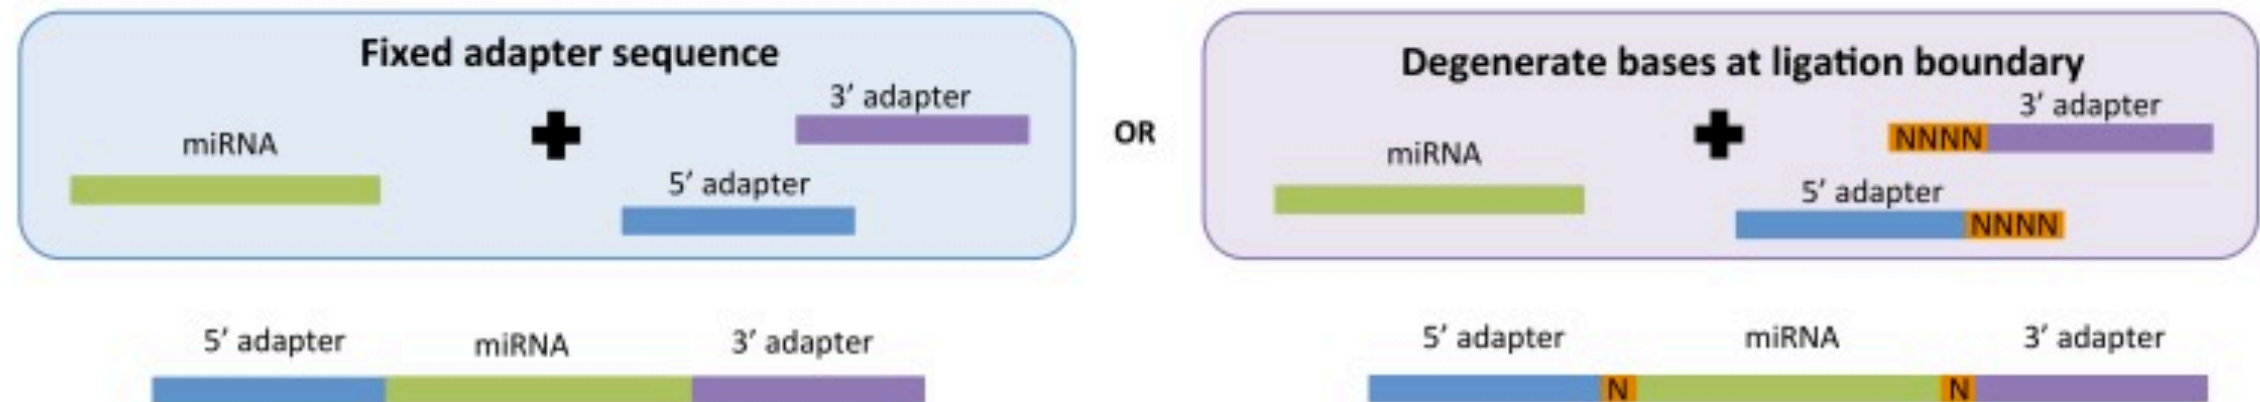 Fixed adapter sequence
3′ adapter
miRNA
5′ adapter
OR
Degenerate bases at ligation boundary
3′ adapter
NNNN
miRNA
5′ adapter
NNNN
5′ adapter miRNA 3′ adapter
5′ adapter miRNA 3′ adapter
N N